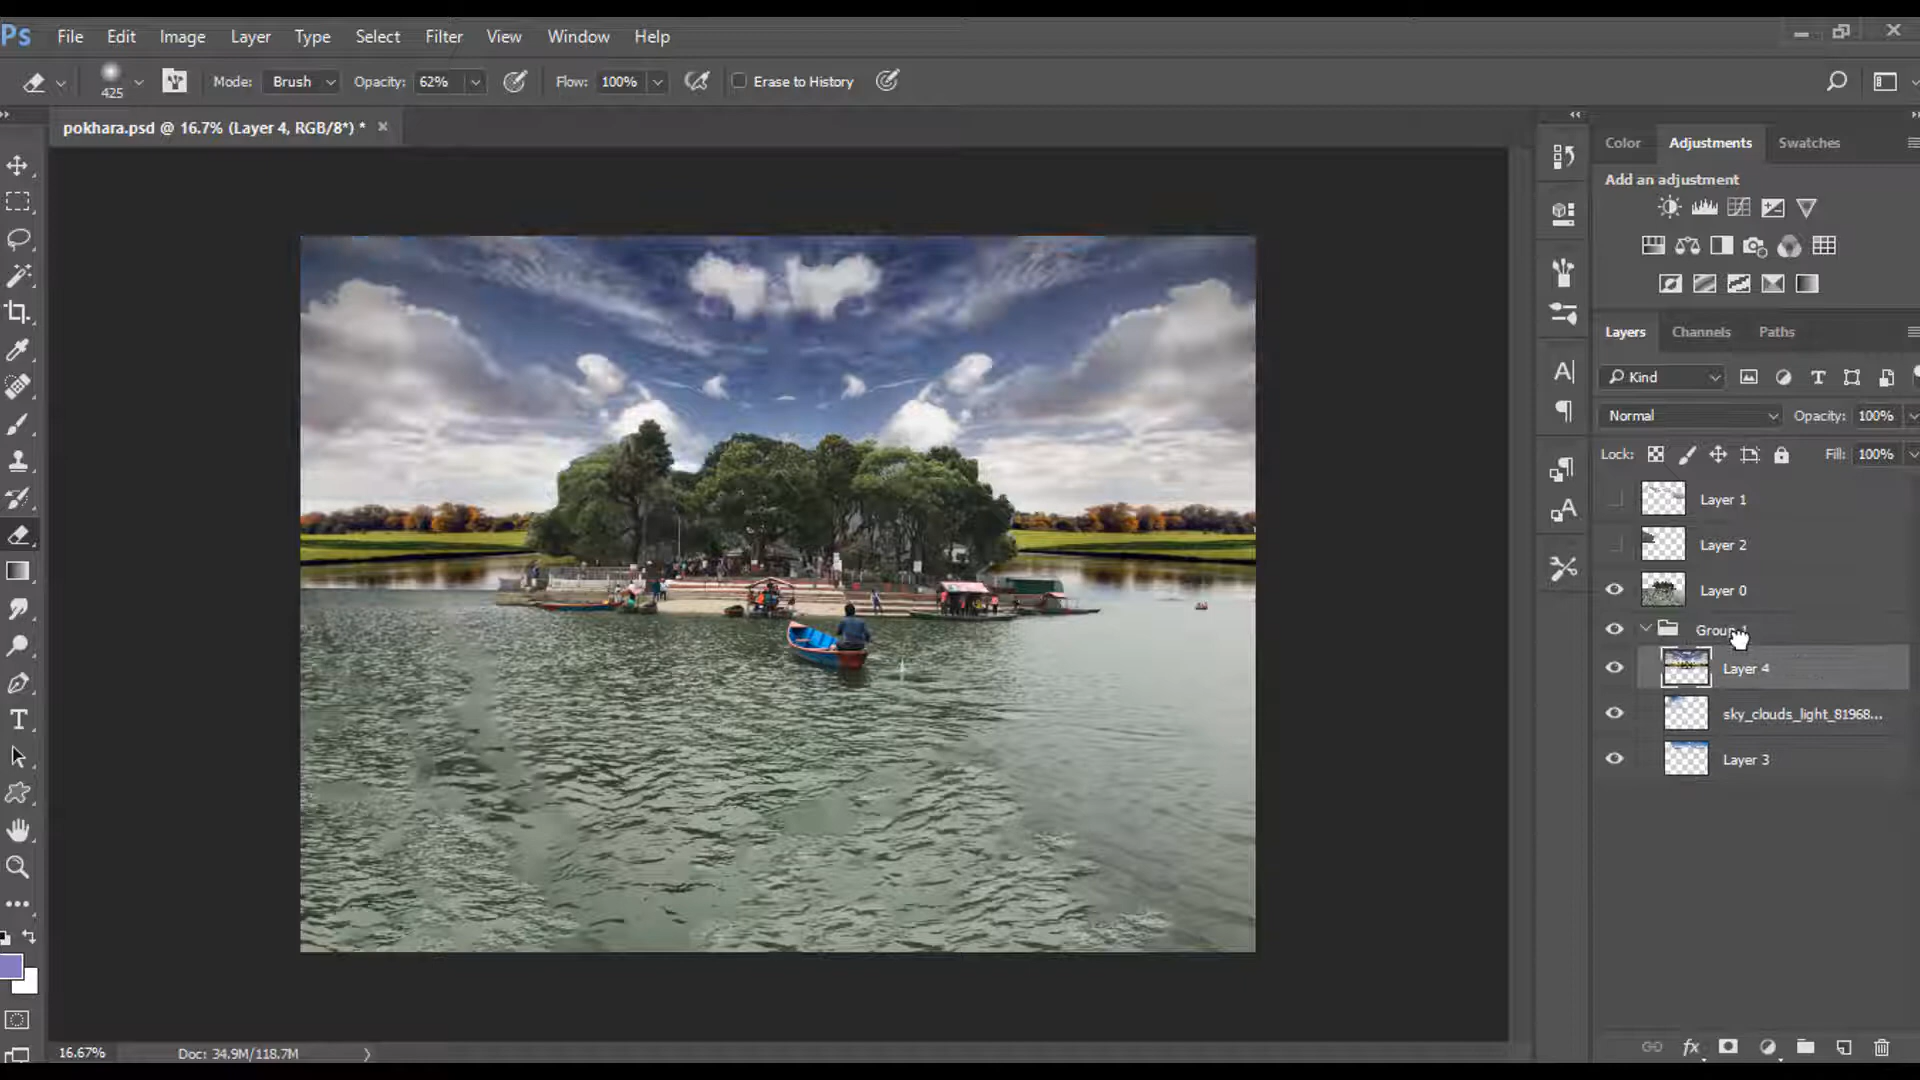 Ps File Edit Image Layer Type Select Filter View Window Help
425 Mode: Brush Opacity: 62% Flow: 100% Erase to History
pokhara.psd @ 16.7% (Layer 4, RGB/8*) * ×
Color Adjustments Swatches
Add an adjustment
Layers Channels Paths
Kind
Normal Opacity: 100%
Lock: Fill: 100%
Layer 1
Layer 2
Layer 0
Group 1
Layer 4
sky_clouds_light_81968...
Layer 3
fx
16.67% Doc: 34.9M/118.7M